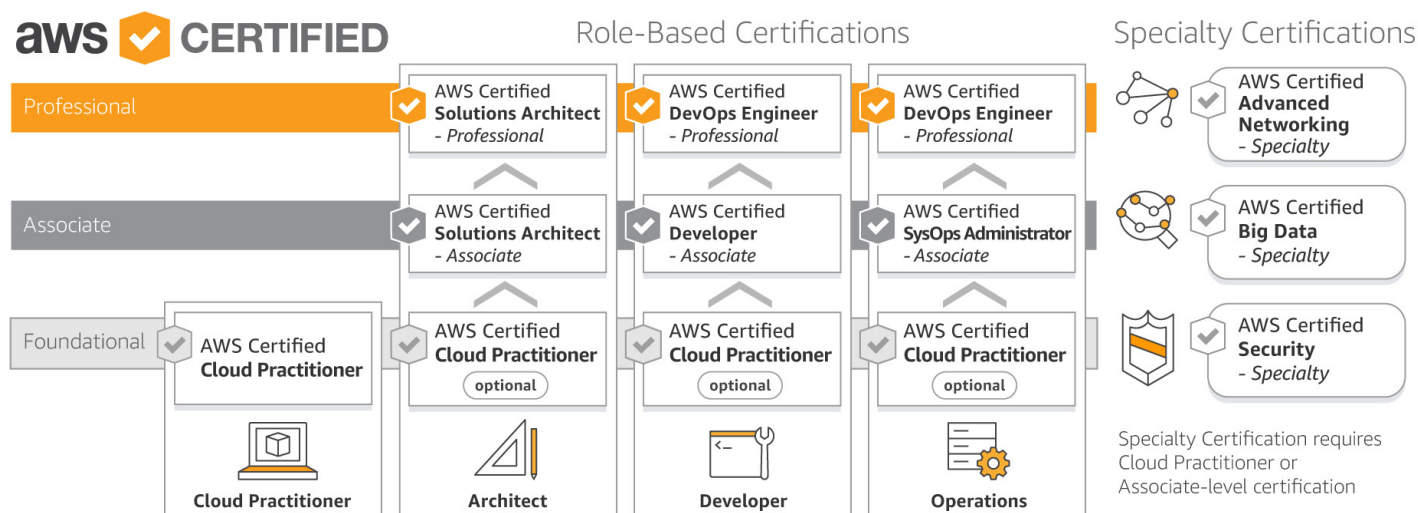 aws CERTIFIED
Role-Based Certifications
Specialty Certifications
Professional
AWS Certified
Solutions Architect
- Professional
AWS Certified
DevOps Engineer
- Professional
AWS Certified
DevOps Engineer
- Professional
AWS Certified
Advanced
Networking
- Specialty
Associate
AWS Certified
Solutions Architect
- Associate
AWS Certified
Developer
- Associate
AWS Certified
SysOps Administrator
- Associate
AWS Certified
Big Data
- Specialty
Foundational
AWS Certified
Cloud Practitioner
AWS Certified
Cloud Practitioner
optional
AWS Certified
Cloud Practitioner
optional
AWS Certified
Cloud Practitioner
optional
AWS Certified
Security
- Specialty
Cloud Practitioner
Architect
Developer
Operations
Specialty Certification requires
Cloud Practitioner or
Associate-level certification